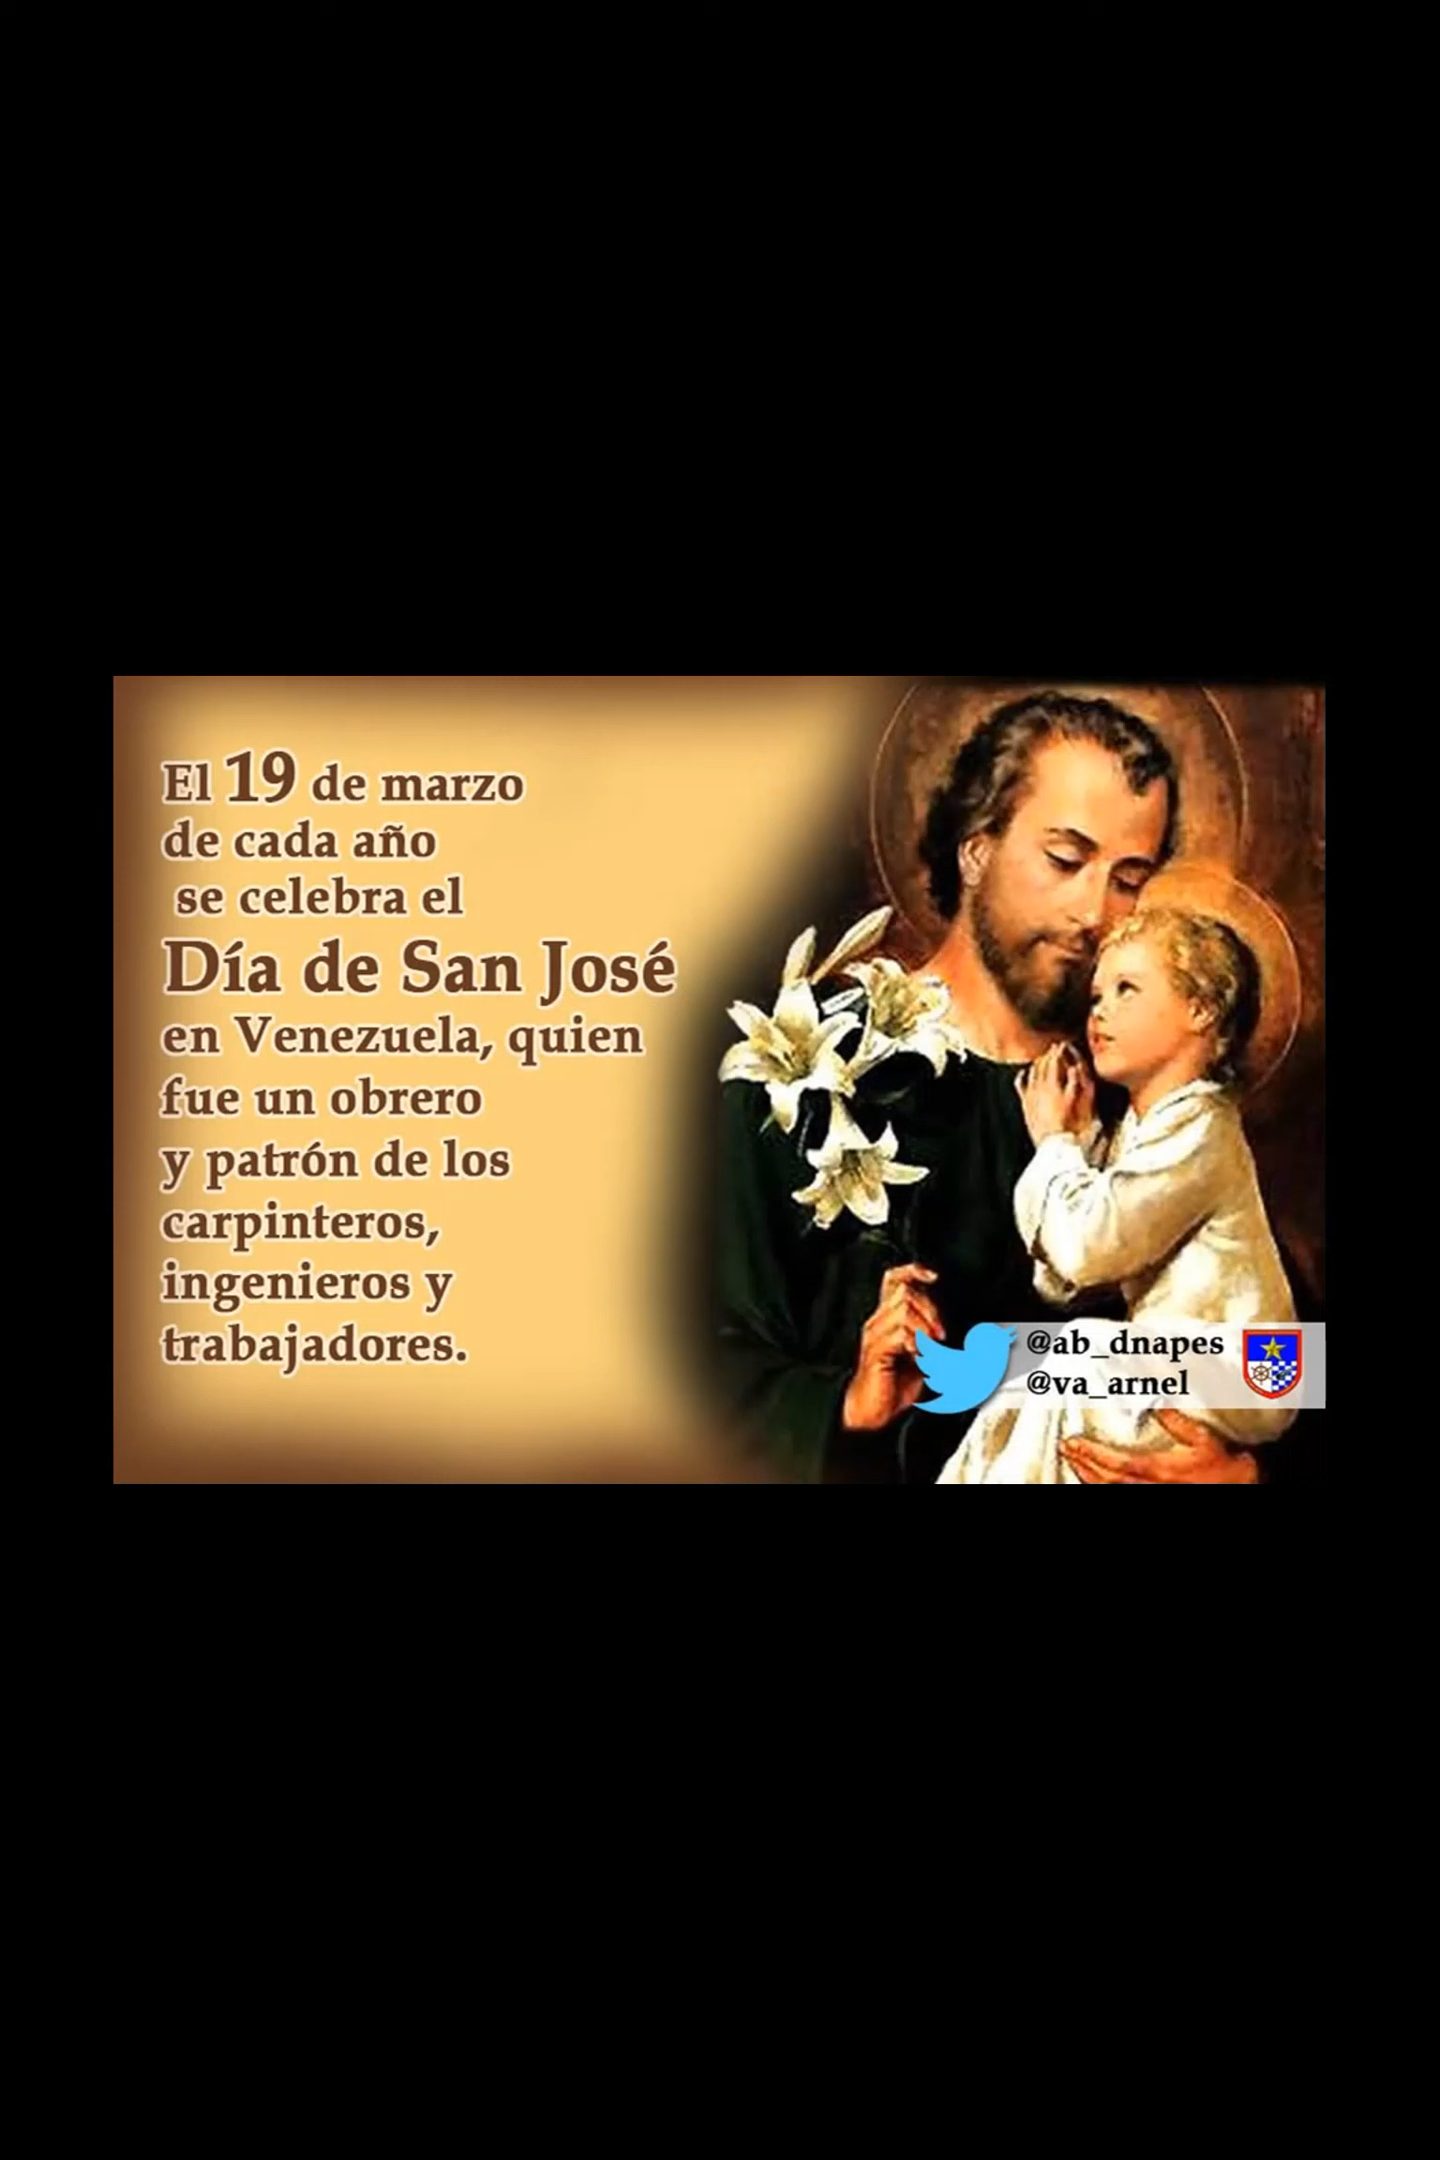 El 19 de marzo
de cada año
se celebra el
Día de San José
en Venezuela, quien
fue un obrero
y patrón de los
carpinteros,
ingenieros y
trabajadores.
@ab_dnapes
@va_arnel